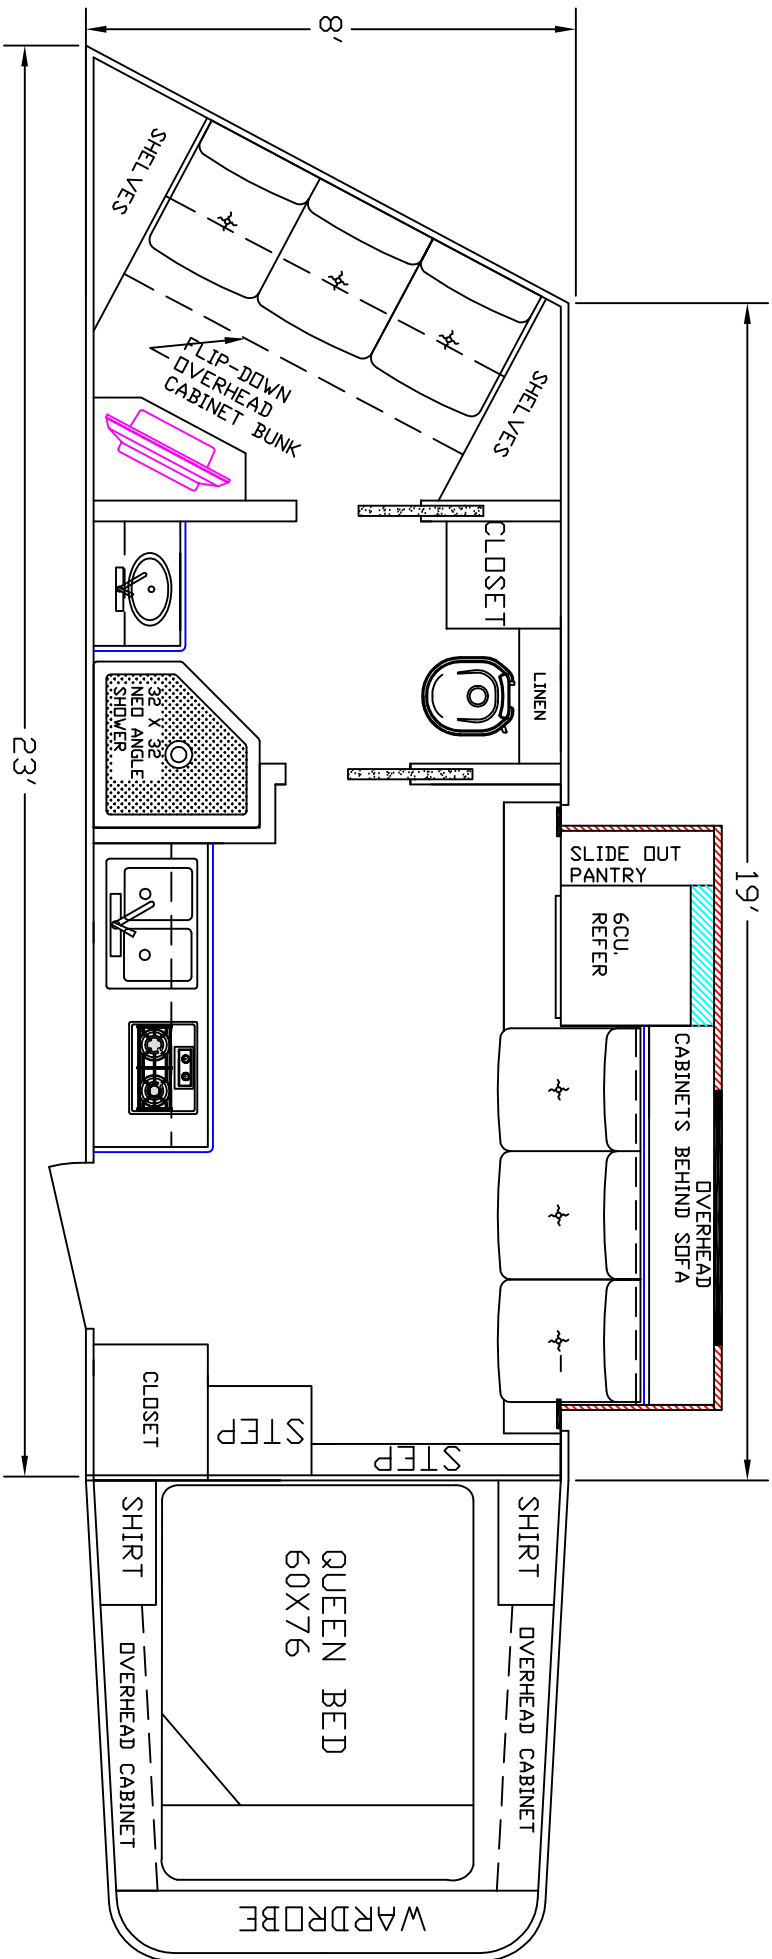 8'
SHELVES
FLIP-DOWN
OVERHEAD
CABINET BUNK
SHELVES
CLOSET
LINEN
32 X 32
NEO ANGLE
SHOWER
23'
19'
SLIDE OUT
PANTRY
6CU.
REFER
OVERHEAD
CABINETS BEHIND SOFA
CLOSET
STEP
STEP
SHIRT
SHIRT
QUEEN BED
60X76
OVERHEAD CABINET
OVERHEAD CABINET
WARDROBE